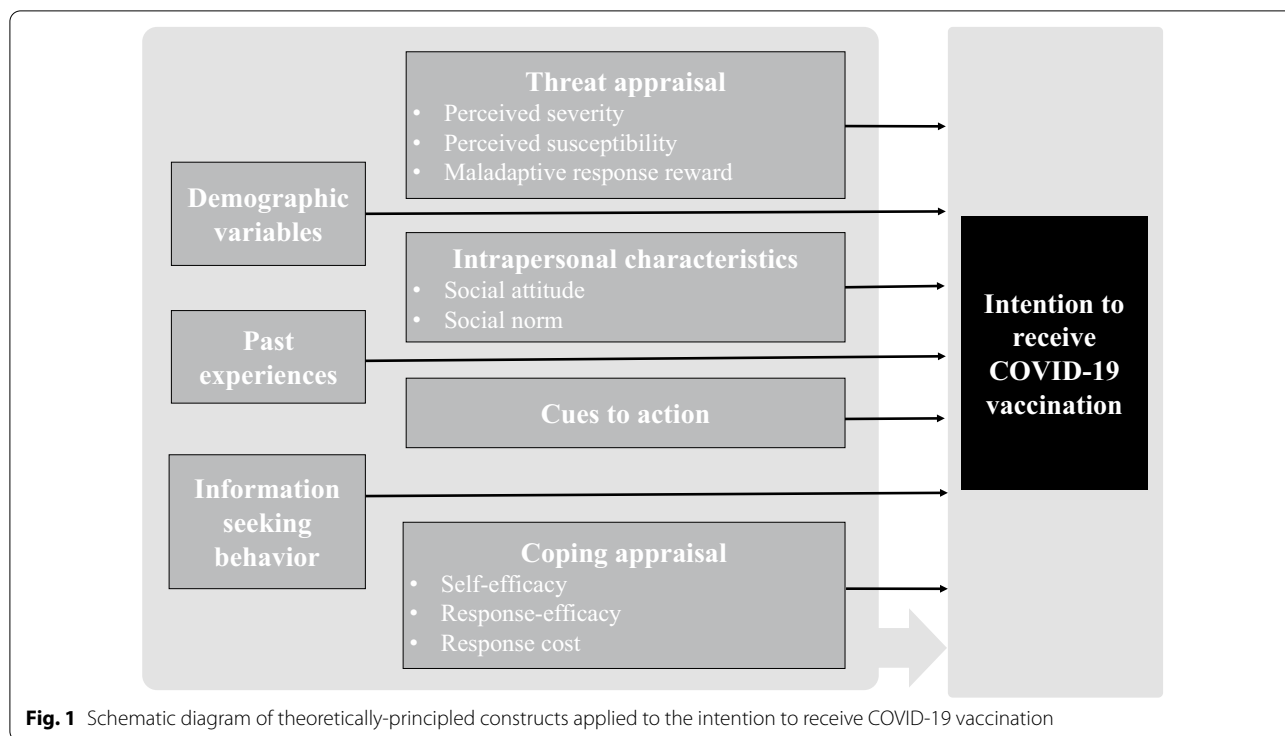 Threat appraisal
• Perceived severity
• Perceived susceptibility
• Maladaptive response reward
Demographic
variables
Intrapersonal characteristics
• Social attitude
• Social norm
Past
experiences
Cues to action
Information
seeking
behavior
Coping appraisal
• Self-efficacy
• Response-efficacy
• Response cost
Intention to
receive
COVID-19
vaccination
Fig. 1 Schematic diagram of theoretically-principled constructs applied to the intention to receive COVID-19 vaccination